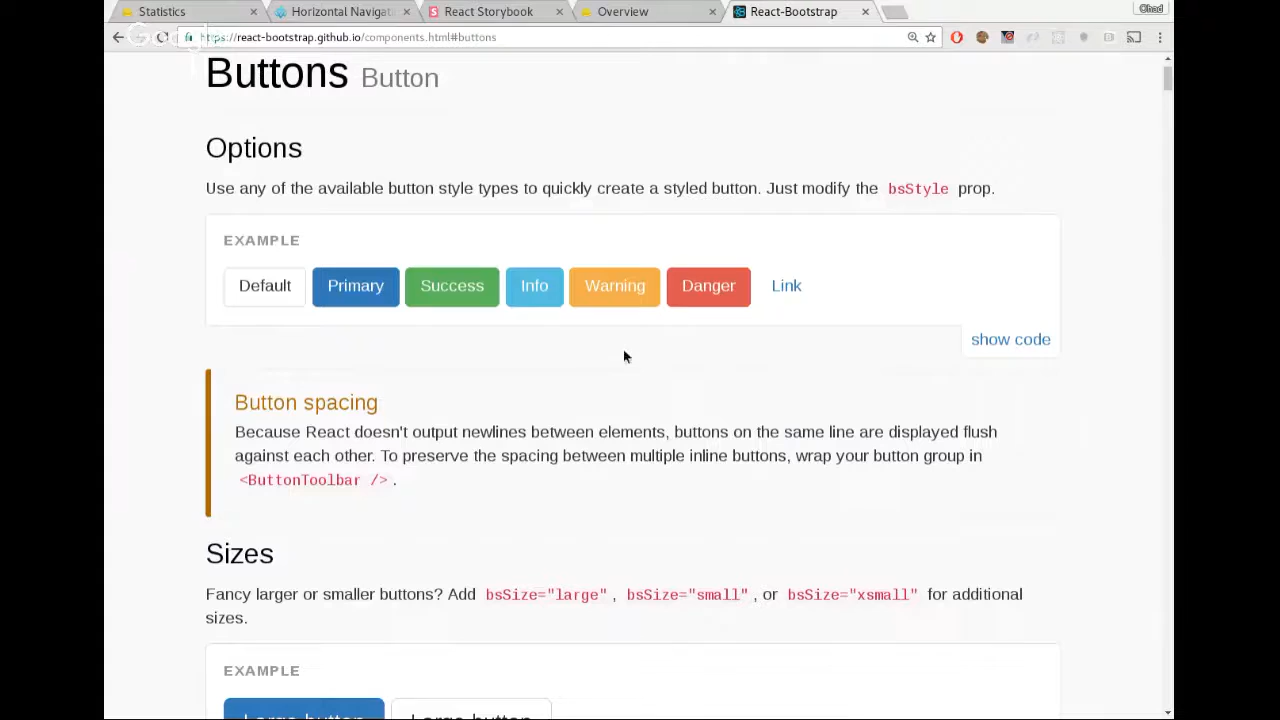 Statistics
Horizontal Navigat
React Storybook
Overview
React-Bootstrap
Chad
https://react-bootstrap.github.io/components.html#buttons
Buttons Button
Options
Use any of the available button style types to quickly create a styled button. Just modify the bsStyle prop.
EXAMPLE
Default Primary Success Info Warning Danger Link
show code
Button spacing
Because React doesn't output newlines between elements, buttons on the same line are displayed flush
against each other. To preserve the spacing between multiple inline buttons, wrap your button group in
<ButtonToolbar />.
Sizes
Fancy larger or smaller buttons? Add bsSize="large", bsSize="small", or bsSize="xsmall" for additional
sizes.
EXAMPLE
Large button Large button